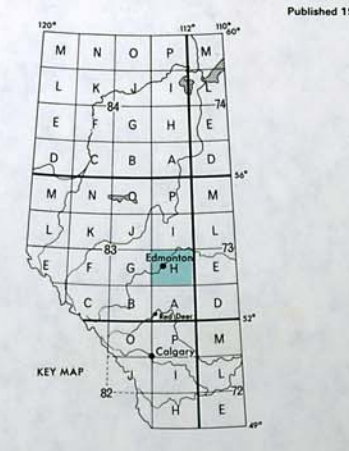 Published 15
120° 112° 110°
60°
M N O P M
L K J I L
84 74
E F G H E
D C B A D
56°
M N O P M
L K J I L
83 73
Edmonton
E F G H E
C B A D
Red Deer
52°
O P M
Calgary
KEY MAP J I L
82 72
H E
49°